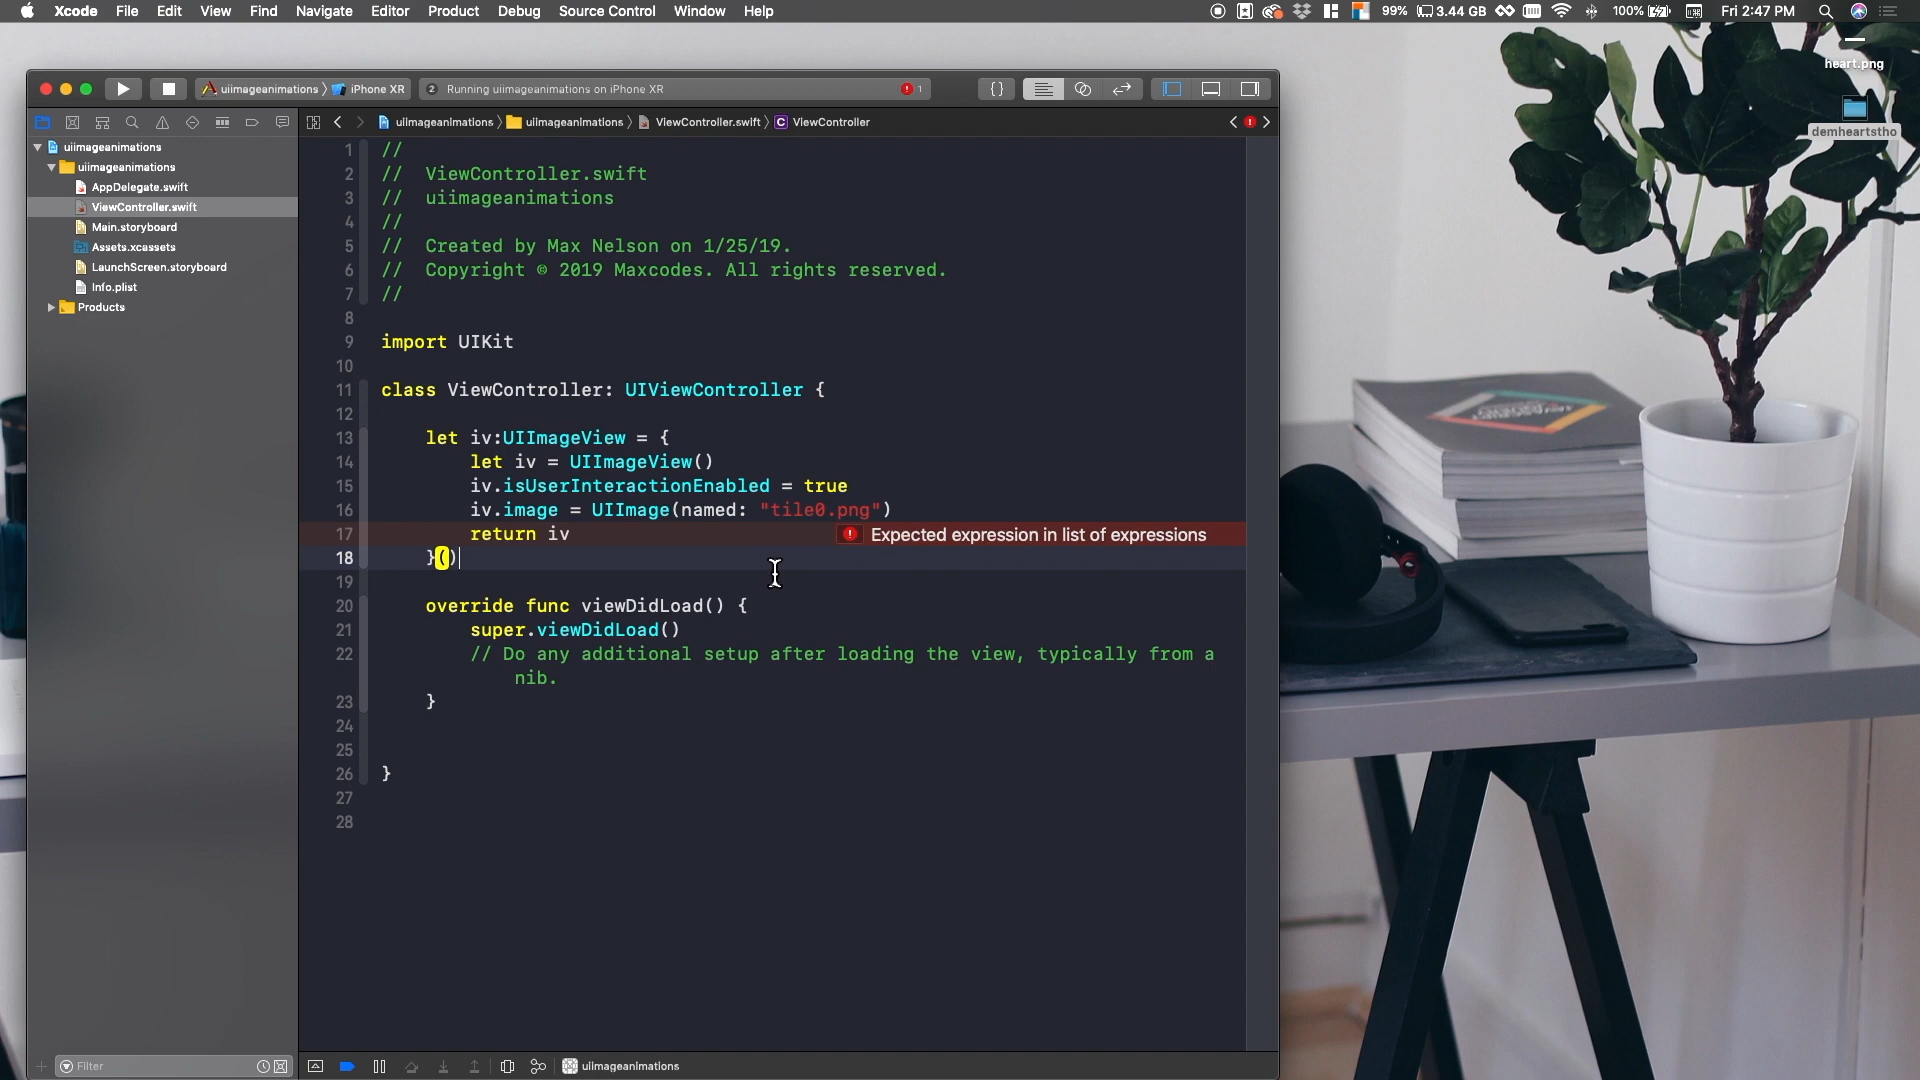 Xcode File Edit View Find Navigate Editor Product Debug Source Control Window Help 99% 3.44 GB 100% Fri 2:47 PM
heart.png
demheartstho
uiimageanimations iPhone XR 2 Running uiimageanimations on iPhone XR 1
uiimageanimations uiimageanimations ViewController.swift C ViewController
uiimageanimations
uiimageanimations
AppDelegate.swift
ViewController.swift
Main.storyboard
Assets.xcassets
LaunchScreen.storyboard
Info.plist
Products
1 //
2 // ViewController.swift
3 // uiimageanimations
4 //
5 // Created by Max Nelson on 1/25/19.
6 // Copyright © 2019 Maxcodes. All rights reserved.
7 //
8
9 import UIKit
10
11 class ViewController: UIViewController {
12
13 let iv:UIImageView = {
14 let iv = UIImageView()
15 iv.isUserInteractionEnabled = true
16 iv.image = UIImage(named: "tile0.png")
17 return iv Expected expression in list of expressions
18 }()
19
20 override func viewDidLoad() {
21 super.viewDidLoad()
22 // Do any additional setup after loading the view, typically from a
nib.
23 }
24
25
26 }
27
28
Filter uiimageanimations